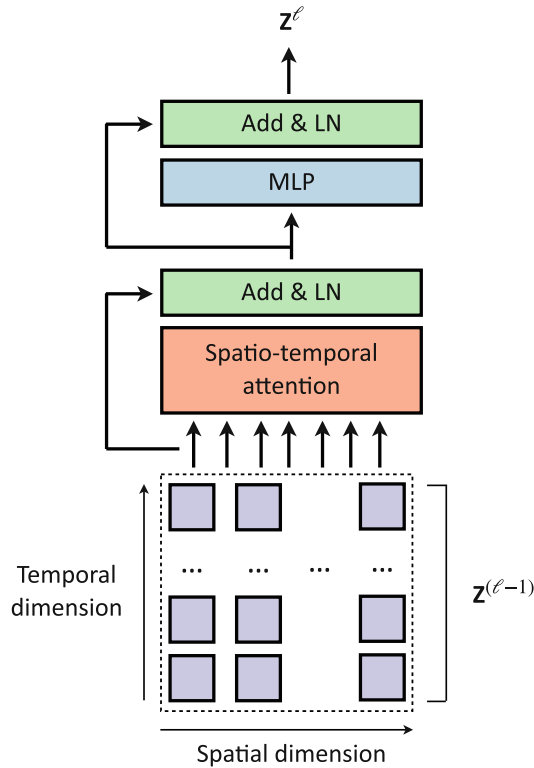 Z^ℓ
Add & LN
MLP
Add & LN
Spatio-temporal
attention
... ... ... ...
Temporal
dimension
Z^(ℓ−1)
Spatial dimension